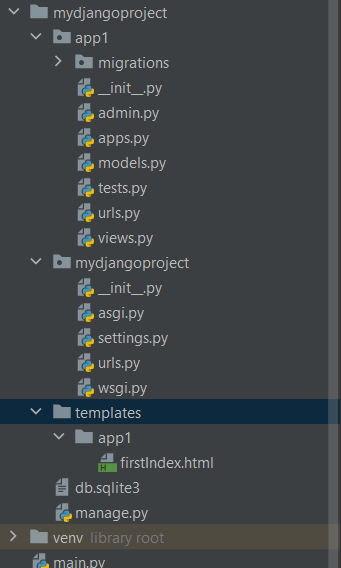 mydjangoproject
app1
migrations
__init__.py
admin.py
apps.py
models.py
tests.py
urls.py
views.py
mydjangoproject
__init__.py
asgi.py
settings.py
urls.py
wsgi.py
templates
app1
H firstIndex.html
db.sqlite3
manage.py
venv library root
main.py